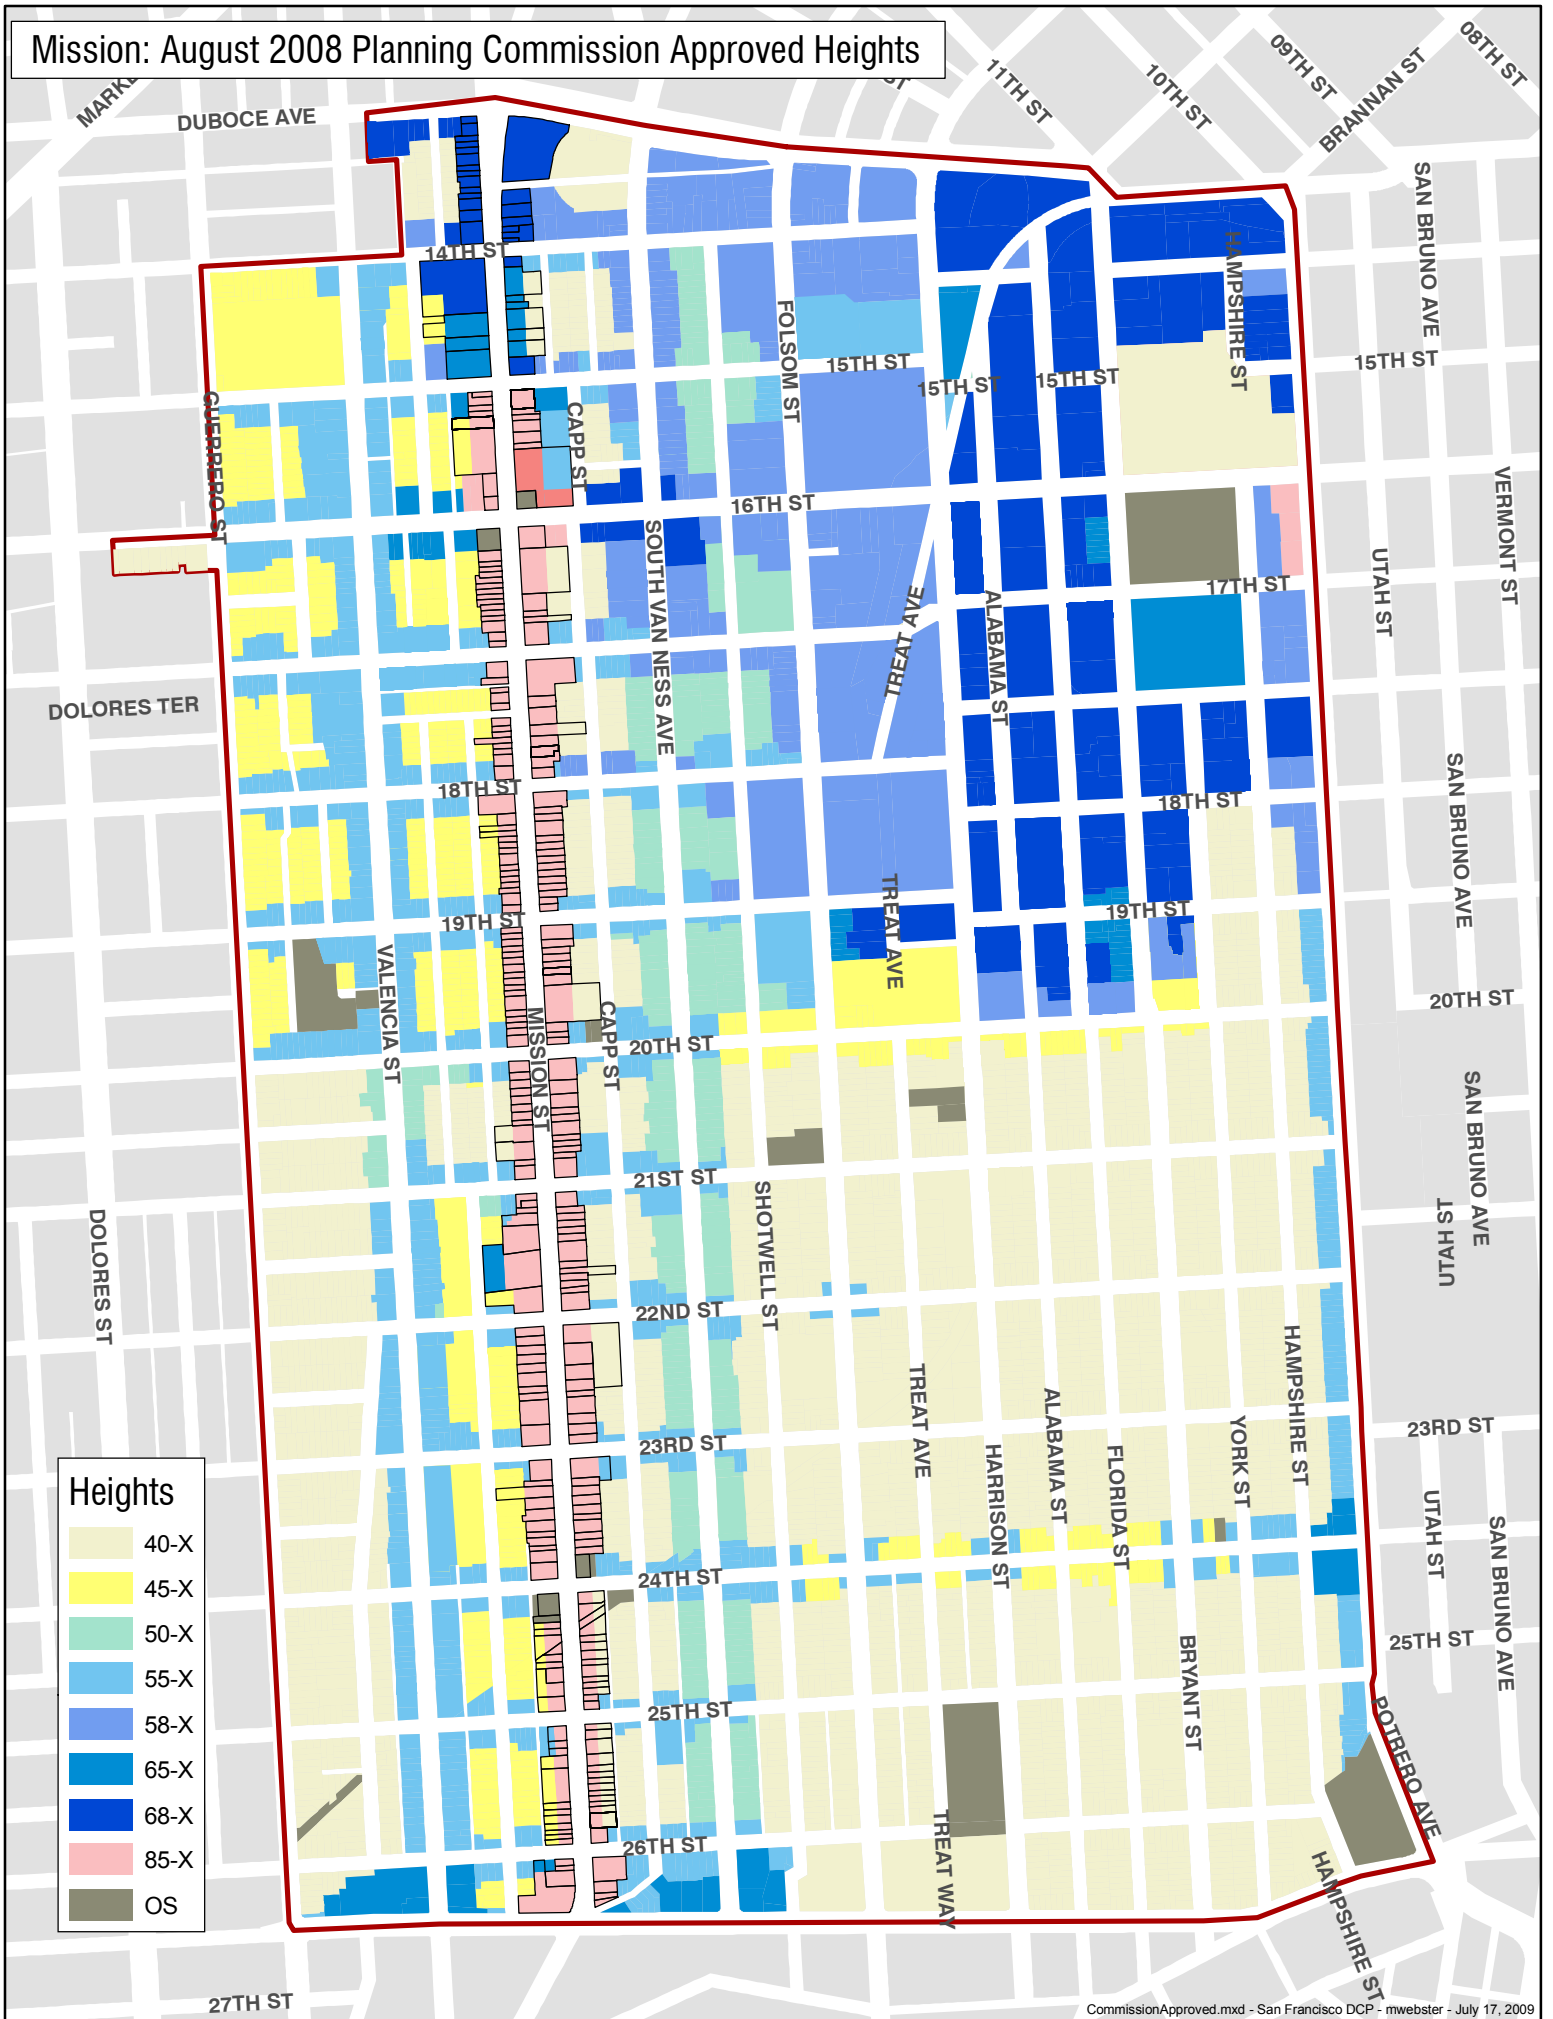 Mission: August 2008 Planning Commission Approved Heights
DUBOCE AVE
ST
11TH ST
10TH ST
09TH ST
08TH ST
BRANNAN ST
SAN BRUNO AVE
14TH ST
HAMPSHIRE ST
FOLSOM ST
15TH ST
15TH ST
15TH ST
15TH ST
GUERRERO ST
CAPP ST
16TH ST
SOUTH VAN NESS AVE
VERMONT ST
UTAH ST
17TH ST
TREAT AVE
ALABAMA ST
DOLORES TER
18TH ST
18TH ST
SAN BRUNO AVE
19TH ST
TREAT AVE
19TH ST
VALENCIA ST
MISSION ST
CAPP ST
20TH ST
20TH ST
SAN BRUNO AVE
21ST ST
SHOTWELL ST
UTAH ST
DOLORES ST
22ND ST
HAMPSHIRE ST
TREAT AVE
ALABAMA ST
YORK ST
23RD ST
23RD ST
HARRISON ST
FLORIDA ST
UTAH ST
SAN BRUNO AVE
24TH ST
25TH ST
BRYANT ST
25TH ST
POTRERO AVE
26TH ST
TREAT WAY
HAMPSHIRE ST
27TH ST
Heights
40-X
45-X
50-X
55-X
58-X
65-X
68-X
85-X
OS
CommissionApproved.mxd - San Francisco DCP - mwebster - July 17, 2009